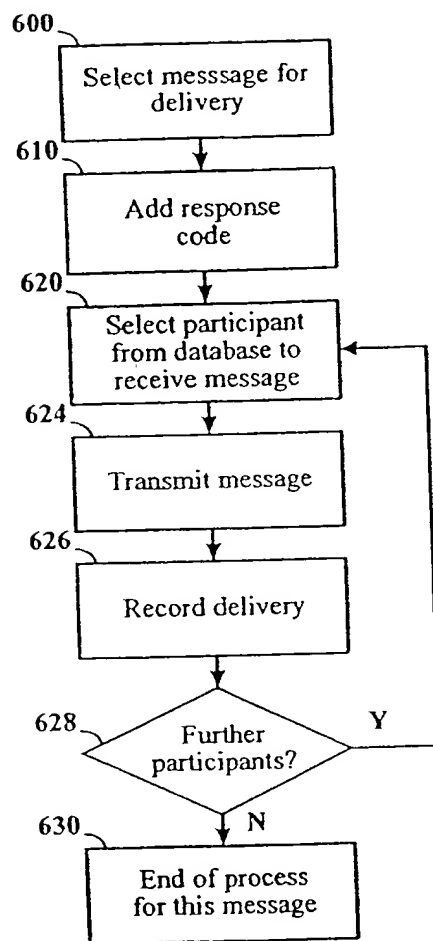 600
Select messsage for
delivery
610
Add response
code
620
Select participant
from database to
receive message
624
Transmit message
626
Record delivery
628
Further
participants?
Y
N
630
End of process
for this message